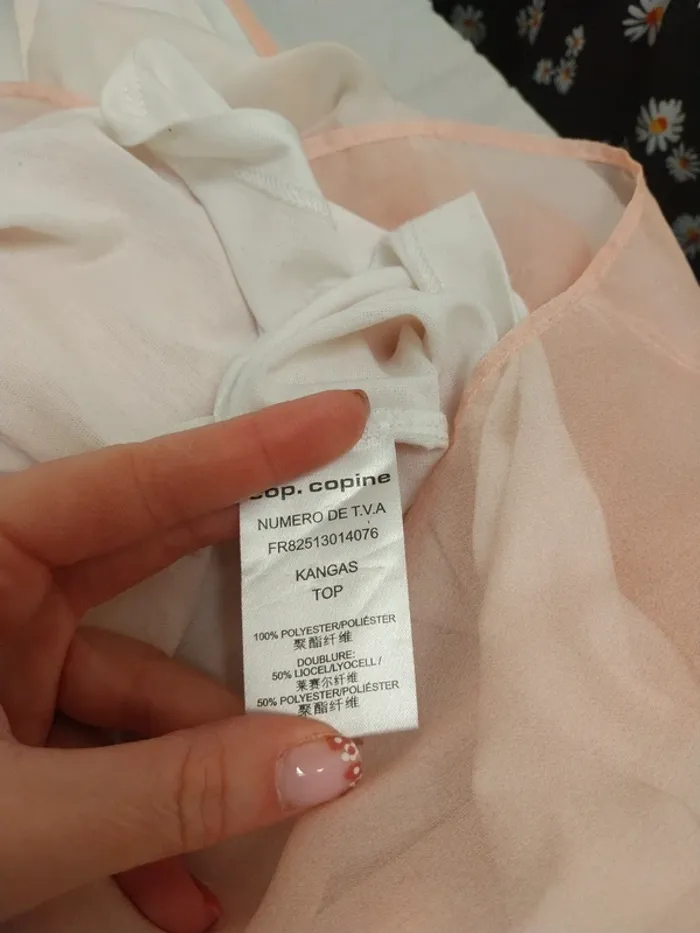 cop. copine
NUMERO DE T.V.A
FR82513014076
KANGAS
TOP
100% POLYESTER/POLIÉSTER
聚酯纤维
DOUBLURE:
50% LIOCEL/LYOCELL /
莱赛尔纤维
50% POLYESTER/POLIÉSTER
聚酯纤维